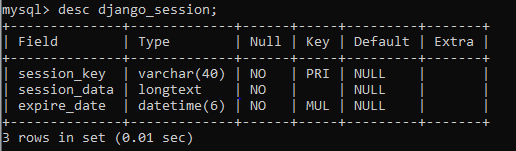 mysql> desc django_session;
+--------------+-------------+------+-----+---------+-------+
| Field        | Type        | Null | Key | Default | Extra |
+--------------+-------------+------+-----+---------+-------+
| session_key  | varchar(40) | NO   | PRI | NULL    |       |
| session_data | longtext    | NO   |     | NULL    |       |
| expire_date  | datetime(6) | NO   | MUL | NULL    |       |
+--------------+-------------+------+-----+---------+-------+
3 rows in set (0.01 sec)